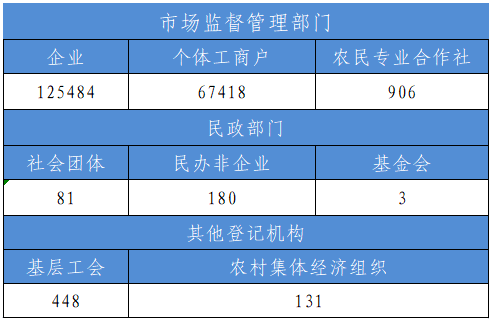 市场监督管理部门
企业 个体工商户 农民专业合作社
125484 67418 906
民政部门
社会团体 民办非企业 基金会
81 180 3
其他登记机构
基层工会 农村集体经济组织
448 131